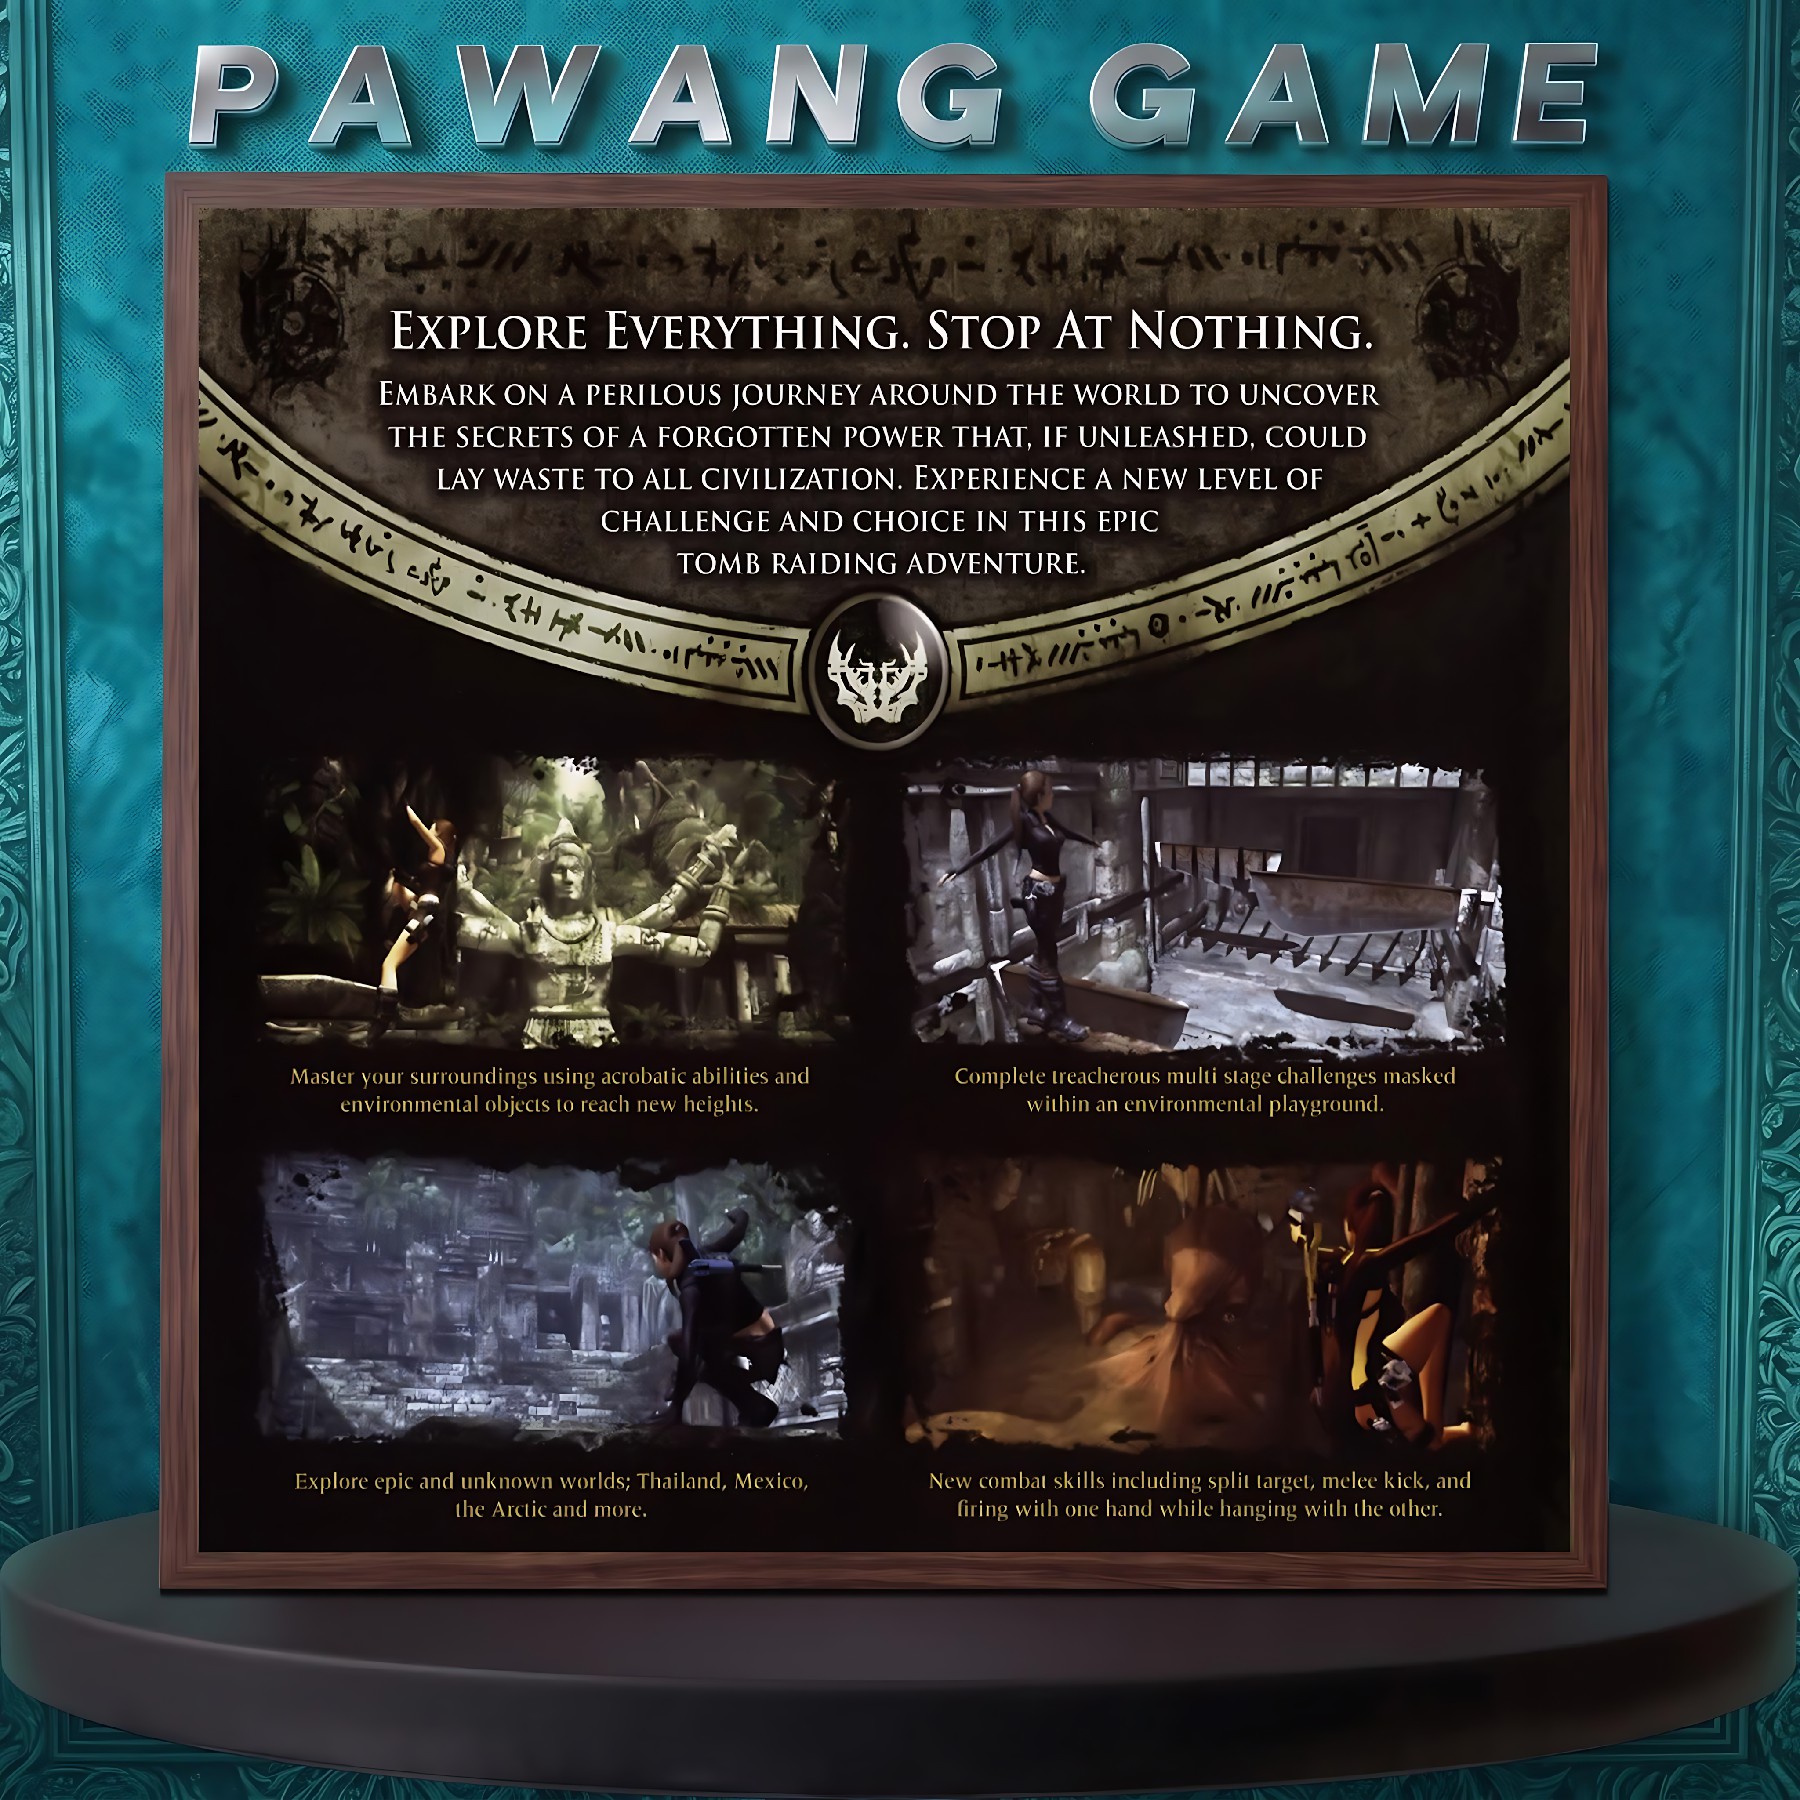 PAWANG GAME
EXPLORE EVERYTHING. STOP AT NOTHING.
EMBARK ON A PERILOUS JOURNEY AROUND THE WORLD TO UNCOVER
THE SECRETS OF A FORGOTTEN POWER THAT, IF UNLEASHED, COULD
LAY WASTE TO ALL CIVILIZATION. EXPERIENCE A NEW LEVEL OF
CHALLENGE AND CHOICE IN THIS EPIC
TOMB RAIDING ADVENTURE.
Master your surroundings using acrobatic abilities and
environmental objects to reach new heights.
Complete treacherous multi stage challenges masked
within an environmental playground.
Explore epic and unknown worlds; Thailand, Mexico,
the Arctic and more.
New combat skills including split target, melee kick, and
firing with one hand while hanging with the other.